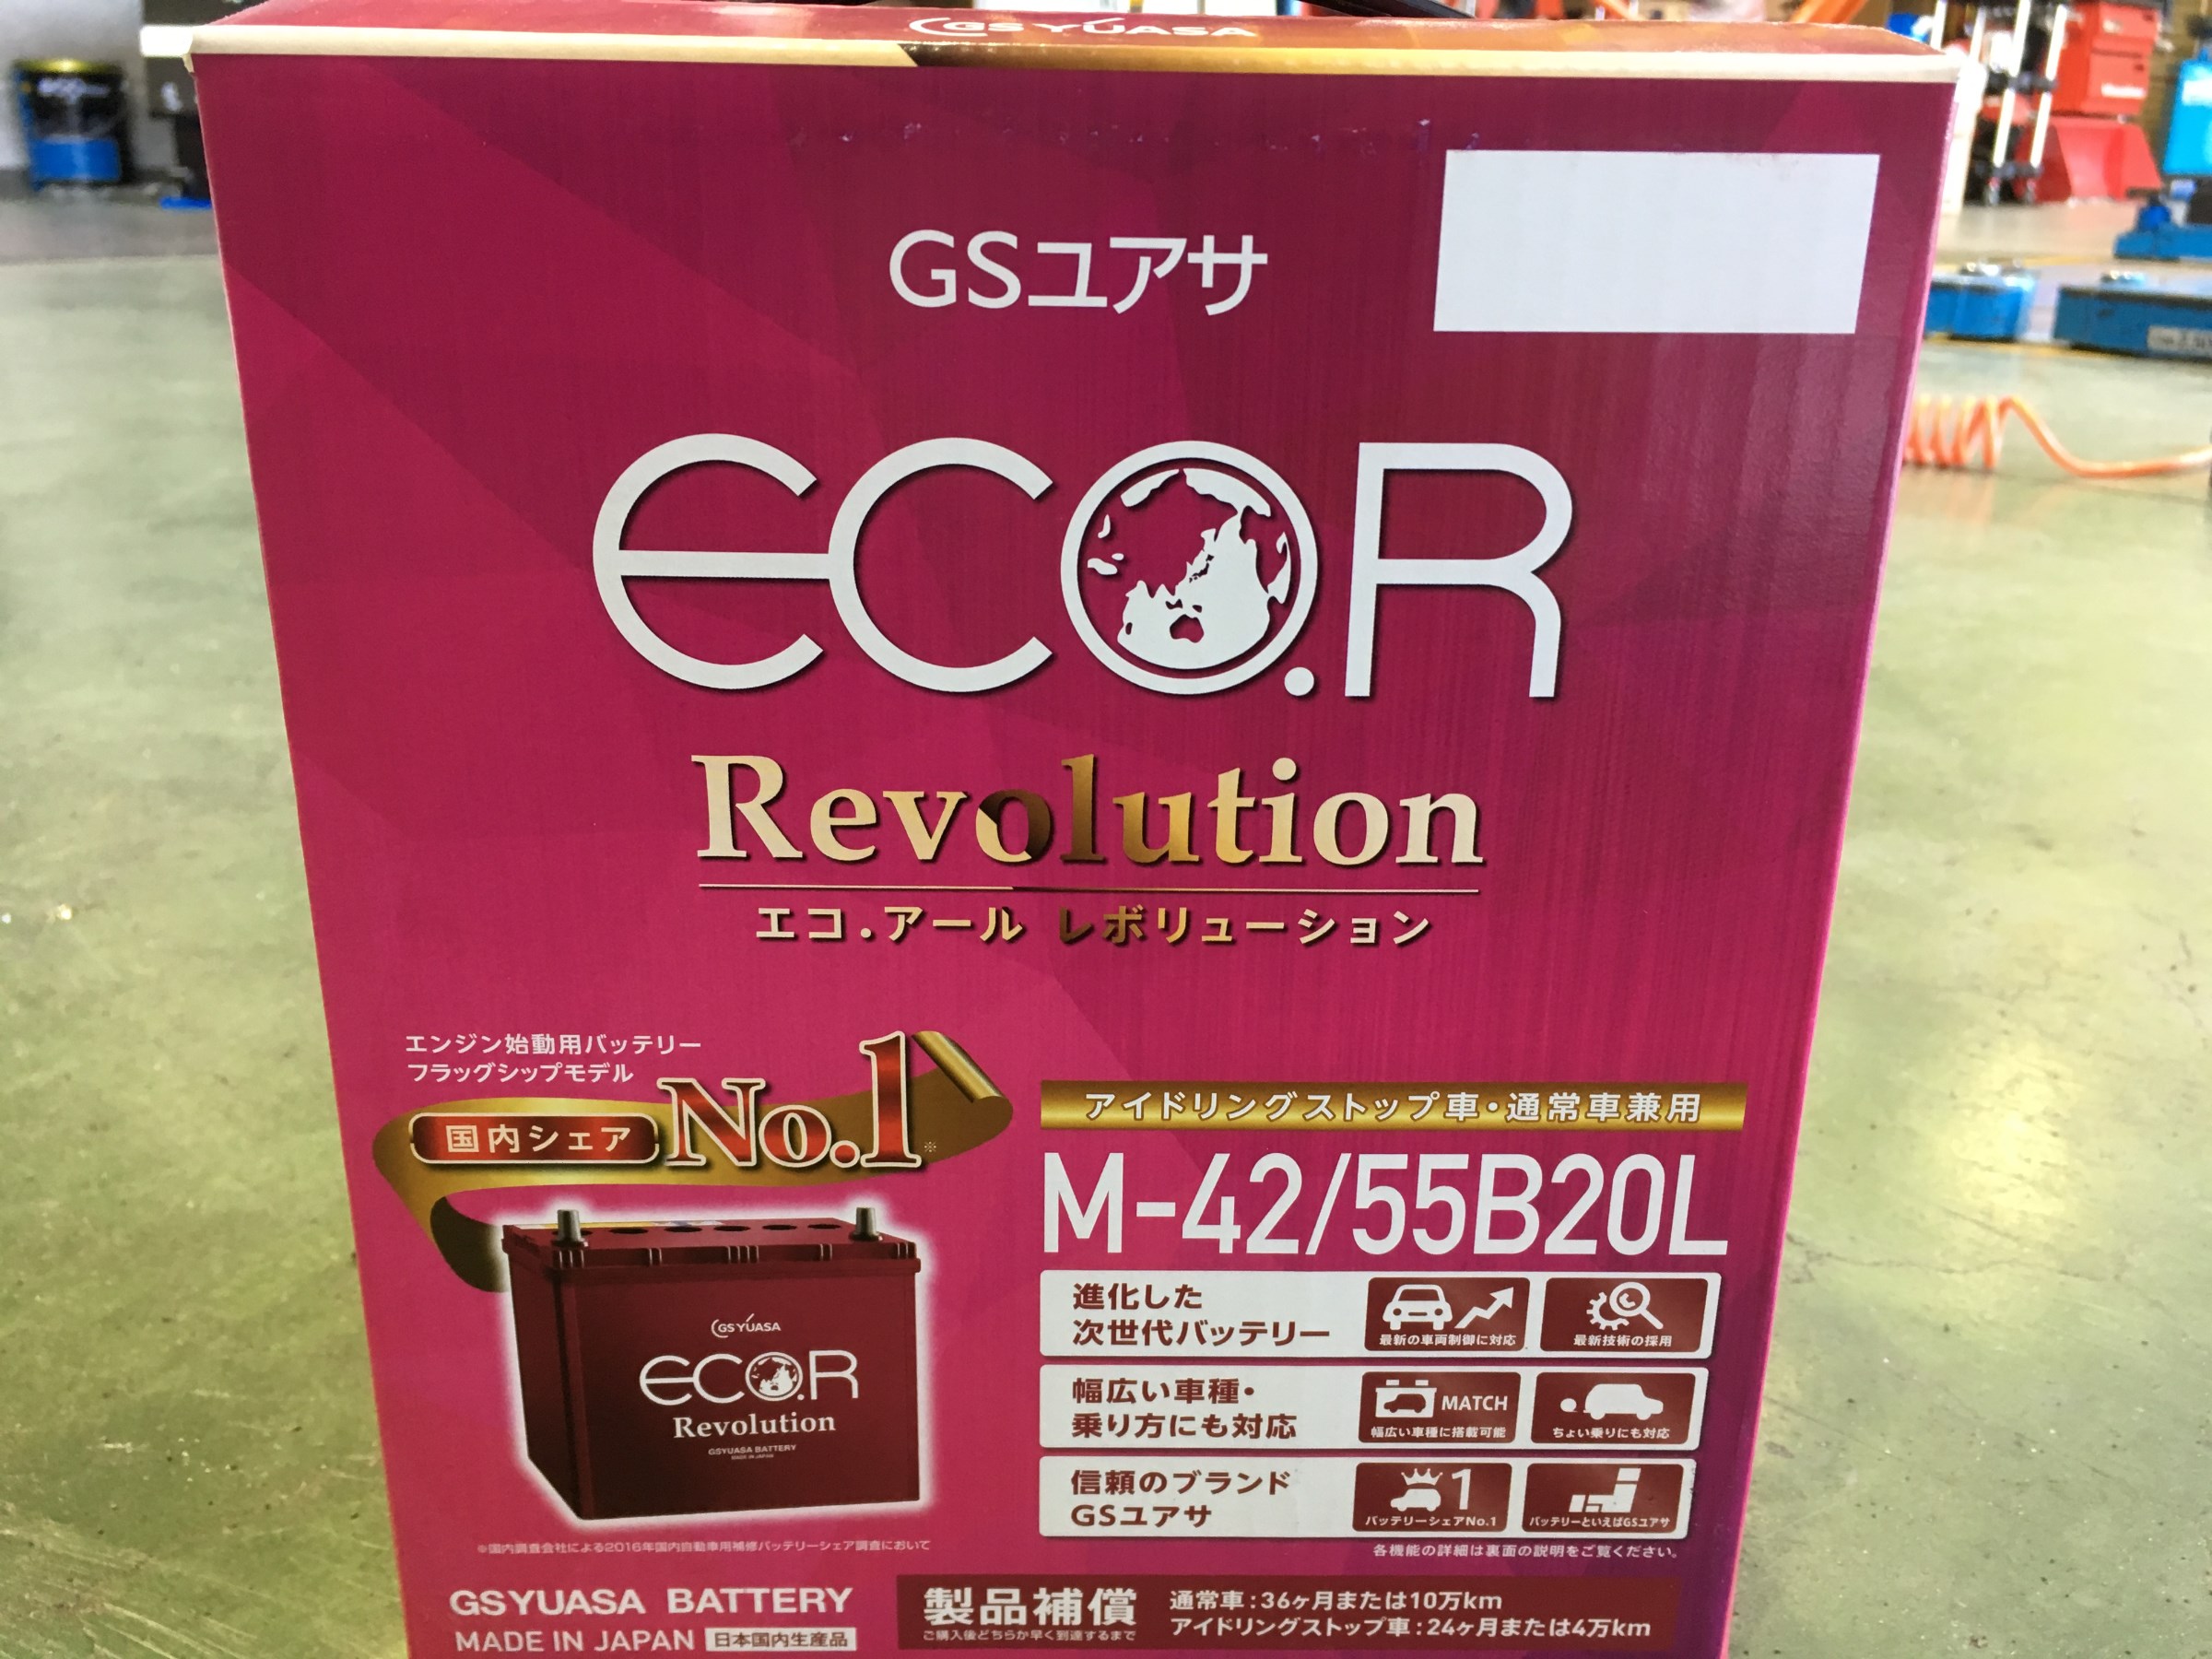 GS YUASA
GSユアサ
ECO.R
Revolution
エコ.アール レボリューション
エンジン始動用バッテリー
フラッグシップモデル
国内シェア No.1※
アイドリングストップ車・通常車兼用
M-42/55B20L
進化した
次世代バッテリー
最新の車両制御に対応
最新技術の採用
幅広い車種・
乗り方にも対応
MATCH
幅広い車種に搭載可能
ちょい乗りにも対応
信頼のブランド
GSユアサ
1
バッテリーシェアNo.1
バッテリーといえばGSユアサ
GS YUASA
ECO.R
Revolution
GSYUASA BATTERY
MADE IN JAPAN
※国内調査会社による2016年国内自動車用補修バッテリーシェア調査において
各機能の詳細は裏面の説明をご覧ください。
GSYUASA BATTERY
MADE IN JAPAN 日本国内生産品
製品補償
ご購入後どちらか早く到達するまで
通常車：36ヶ月または10万km
アイドリングストップ車：24ヶ月または4万km